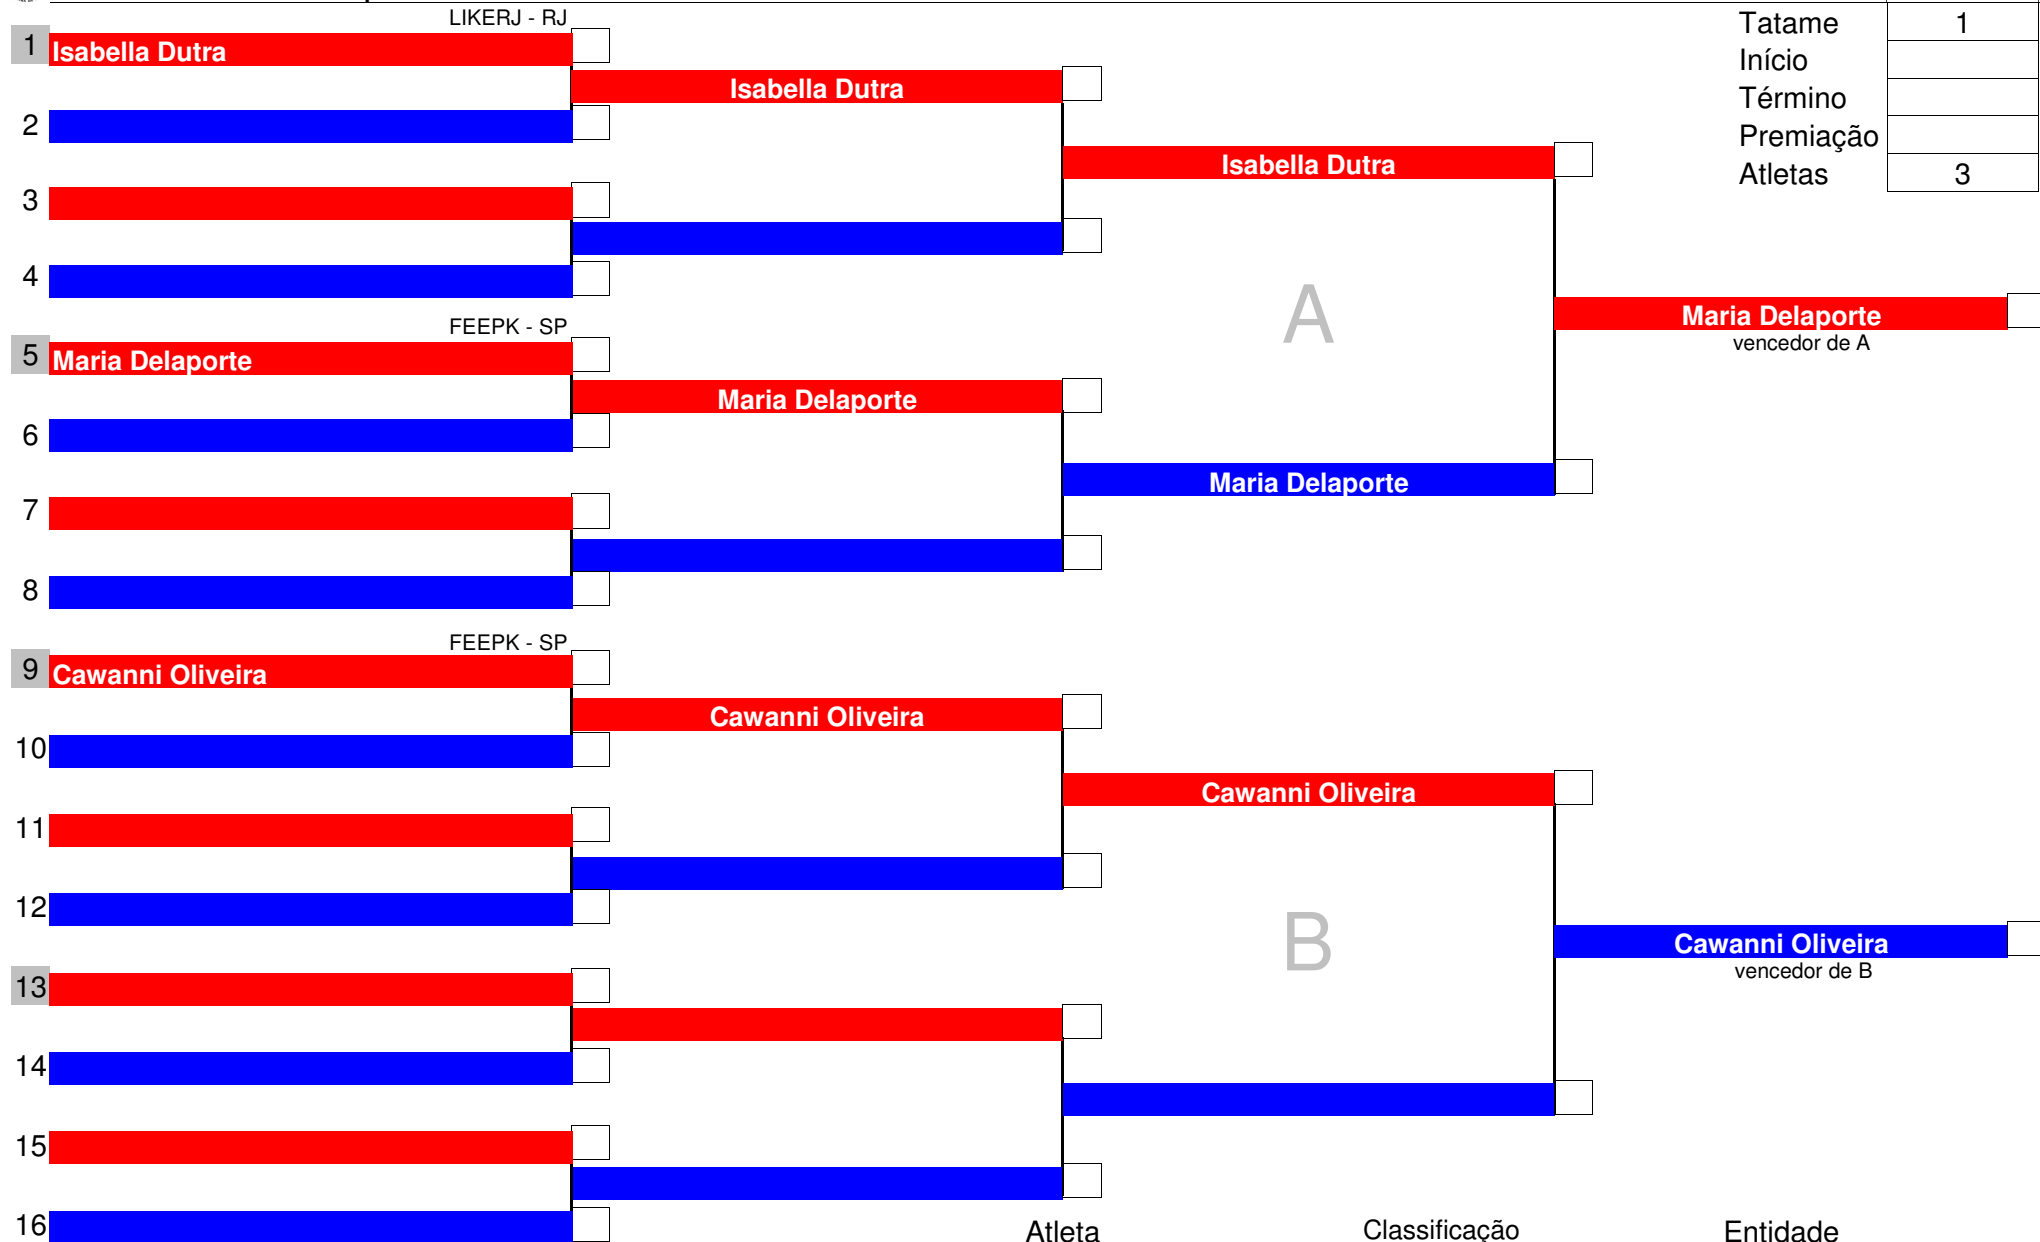 LIKERJ - RJ
Tatame 1
1 Isabella Dutra
Início
Isabella Dutra
Término
2
Premiação
Isabella Dutra
Atletas 3
3
4
A
Maria Delaporte
vencedor de A
FEEPK - SP
5 Maria Delaporte
Maria Delaporte
6
Maria Delaporte
7
8
FEEPK - SP
9 Cawanni Oliveira
Cawanni Oliveira
10
Cawanni Oliveira
11
12
B
Cawanni Oliveira
vencedor de B
13
14
15
16
Atleta Classificação Entidade